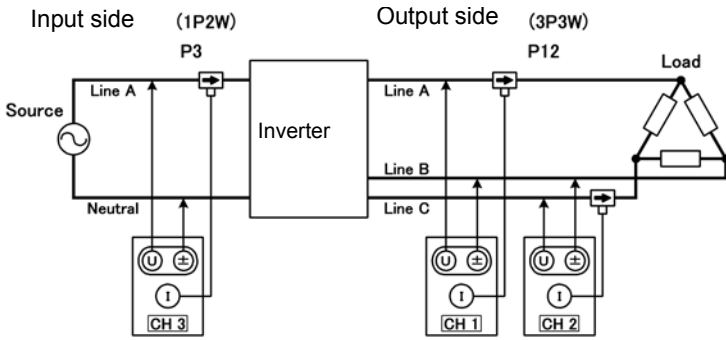 Input side (1P2W) Output side (3P3W)
P3 P12
Load
Line A Line A
Source
Inverter
Line B
Neutral Line C
U ± U ± U ±
I I I
CH 3 CH 1 CH 2